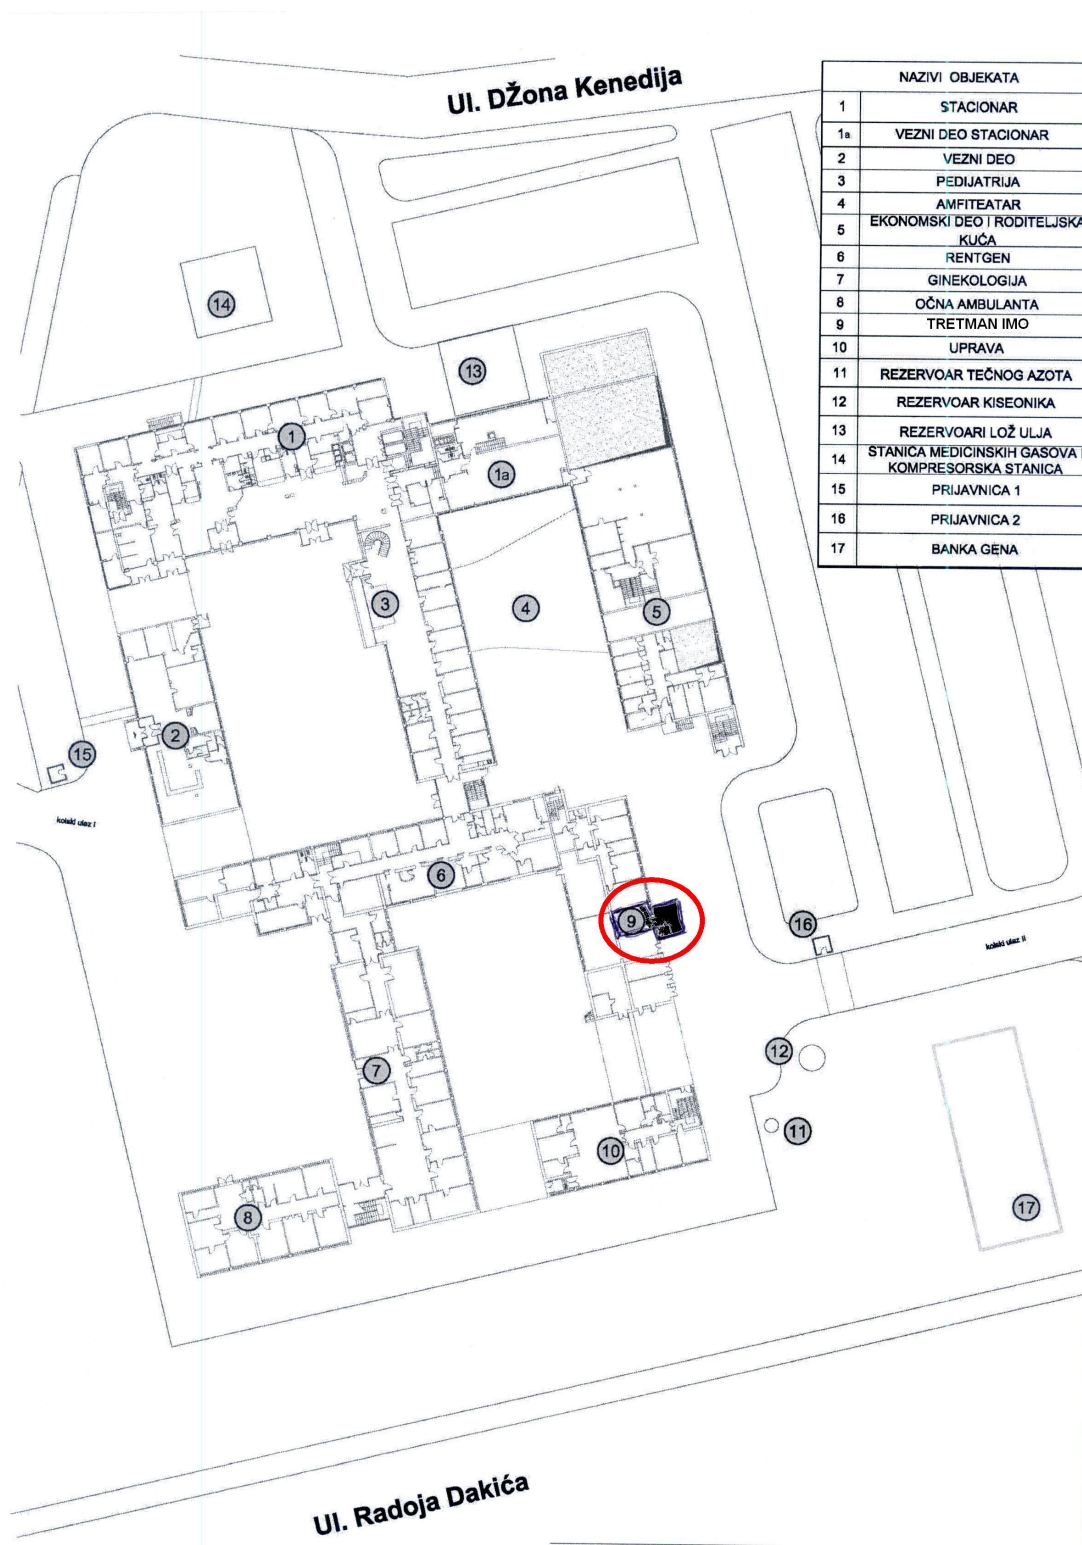 Ul. DŽona Kenedija
NAZIVI OBJEKATA
1 STACIONAR
1a VEZNI DEO STACIONAR
2 VEZNI DEO
3 PEDIJATRIJA
4 AMFITEATAR
5 EKONOMSKI DEO I RODITELJSKA
KUĆA
6 RENTGEN
7 GINEKOLOGIJA
8 OČNA AMBULANTA
9 TRETMAN IMO
10 UPRAVA
11 REZERVOAR TEČNOG AZOTA
12 REZERVOAR KISEONIKA
13 REZERVOARI LOŽ ULJA
14 STANICA MEDICINSKIH GASOVA I
KOMPRESORSKA STANICA
15 PRIJAVNICA 1
16 PRIJAVNICA 2
17 BANKA GENA
14
13
1
1a
3
4
5
2
15
kolski ulaz I
6
9
16
kolski ulaz II
12
7
11
10
17
8
Ul. Radoja Dakića